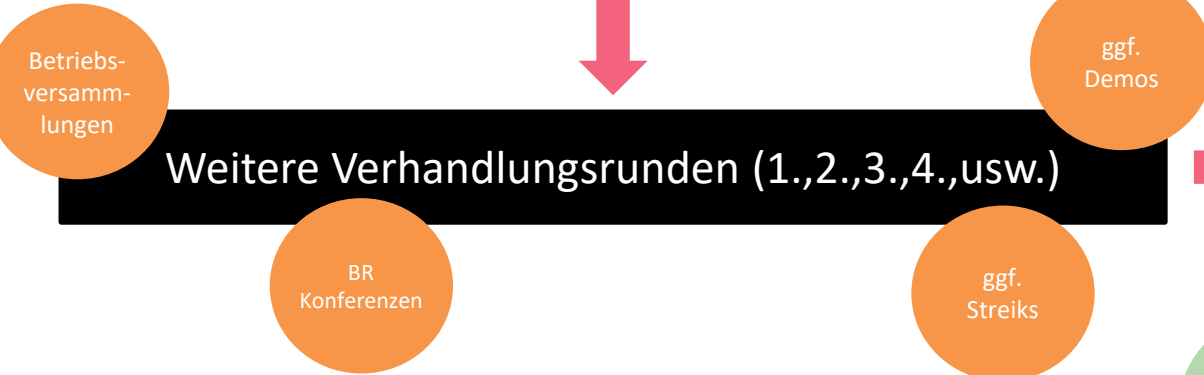 Betriebs-
versamm-
lungen
ggf.
Demos
Weitere Verhandlungsrunden (1.,2.,3.,4.,usw.)
BR
Konferenzen
ggf.
Streiks